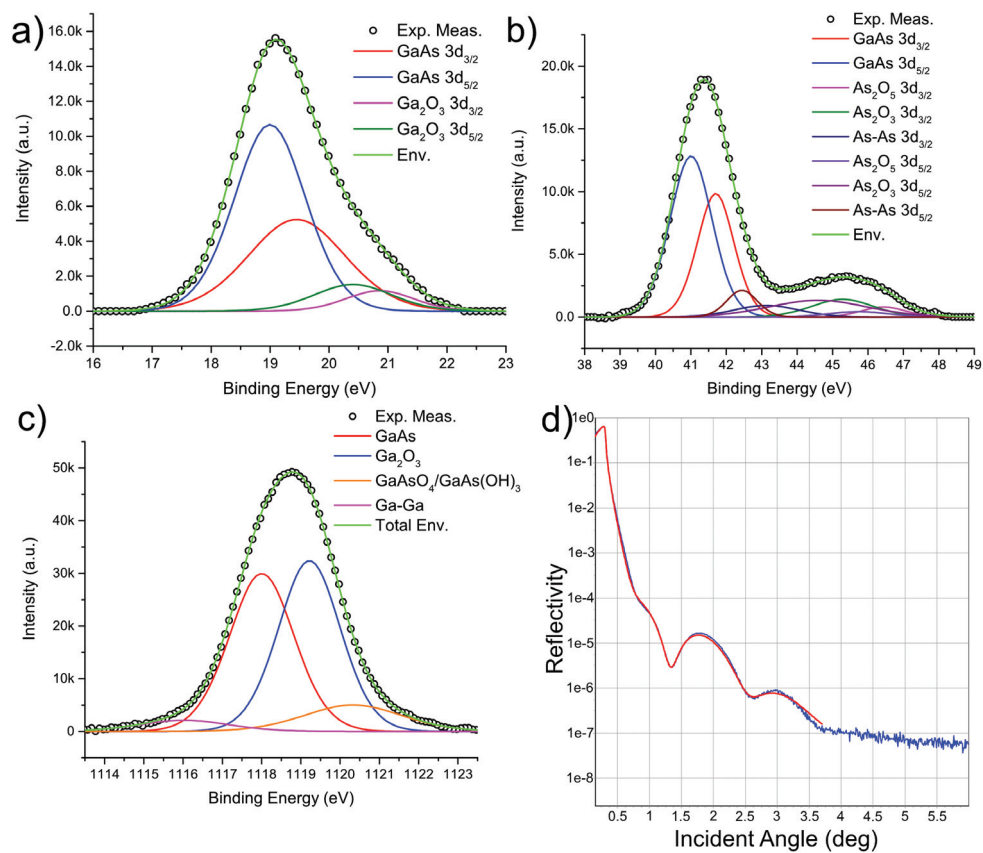 a)
Exp. Meas.
GaAs 3d3/2
GaAs 3d5/2
Ga2O3 3d3/2
Ga2O3 3d5/2
Env.
Intensity (a.u.)
16.0k
14.0k
12.0k
10.0k
8.0k
6.0k
4.0k
2.0k
0.0
-2.0k
16 17 18 19 20 21 22 23
Binding Energy (eV)
b)
Exp. Meas.
GaAs 3d3/2
GaAs 3d5/2
As2O5 3d3/2
As2O3 3d3/2
As-As 3d3/2
As2O5 3d5/2
As2O3 3d5/2
As-As 3d5/2
Env.
Intensity (a.u.)
20.0k
15.0k
10.0k
5.0k
0.0
38 39 40 41 42 43 44 45 46 47 48 49
Binding Energy (eV)
c)
Exp. Meas.
GaAs
Ga2O3
GaAsO4/GaAs(OH)3
Ga-Ga
Total Env.
Intensity (a.u.)
50k
40k
30k
20k
10k
0
1114 1115 1116 1117 1118 1119 1120 1121 1122 1123
Binding Energy (eV)
d)
Reflectivity
1e0
1e-1
1e-2
1e-3
1e-4
1e-5
1e-6
1e-7
1e-8
0.5 1 1.5 2 2.5 3 3.5 4 4.5 5 5.5
Incident Angle (deg)